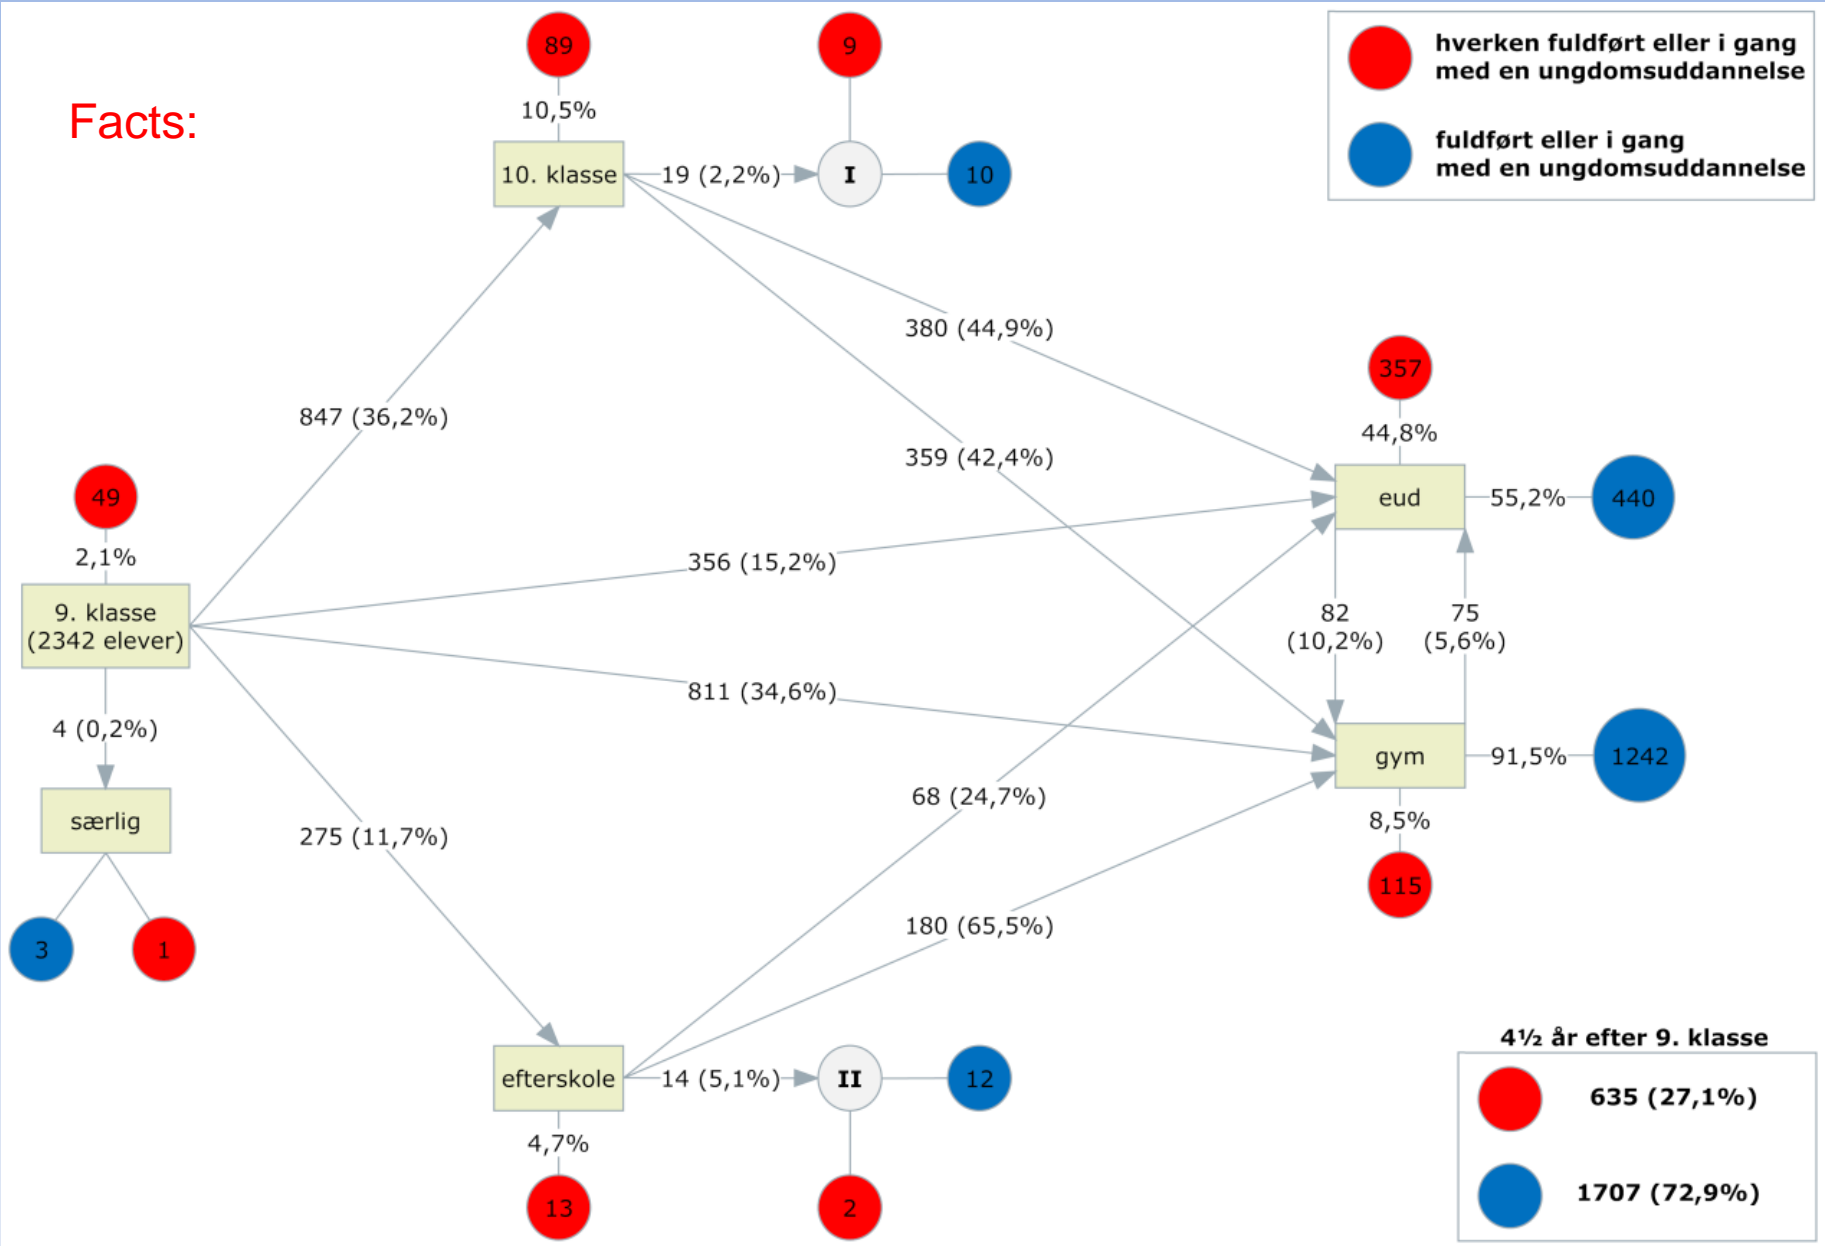 Facts:
89
9
10,5%
10. klasse
19 (2,2%)
I
10
hverken fuldført eller i gang
med en ungdomsuddannelse
fuldført eller i gang
med en ungdomsuddannelse
380 (44,9%)
847 (36,2%)
359 (42,4%)
357
44,8%
eud
55,2%
440
49
2,1%
9. klasse
(2342 elever)
356 (15,2%)
82
(10,2%)
75
(5,6%)
811 (34,6%)
4 (0,2%)
særlig
3
1
gym
91,5%
1242
8,5%
115
275 (11,7%)
68 (24,7%)
180 (65,5%)
efterskole
14 (5,1%)
II
12
4,7%
13
2
4½ år efter 9. klasse
635 (27,1%)
1707 (72,9%)